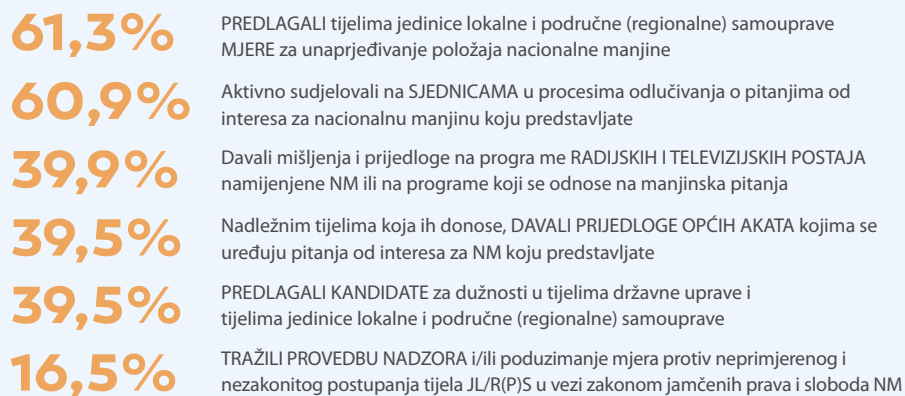 61,3%
PREDLAGALI tijelima jedinice lokalne i područne (regionalne) samouprave
MJERE za unaprjeđivanje položaja nacionalne manjine
60,9%
Aktivno sudjelovali na SJEDNICAMA u procesima odlučivanja o pitanjima od
interesa za nacionalnu manjinu koju predstavljate
39,9%
Davali mišljenja i prijedloge na progra me RADIJSKIH I TELEVIZIJSKIH POSTAJA
namijenjene NM ili na programe koji se odnose na manjinska pitanja
39,5%
Nadležnim tijelima koja ih donose, DAVALI PRIJEDLOGE OPĆIH AKATA kojima se
uređuju pitanja od interesa za NM koju predstavljate
39,5%
PREDLAGALI KANDIDATE za dužnosti u tijelima državne uprave i
tijelima jedinice lokalne i područne (regionalne) samouprave
16,5%
TRAŽILI PROVEDBU NADZORA i/ili poduzimanje mjera protiv neprimjerenog i
nezakonitog postupanja tijela JL/R(P)S u vezi zakonom jamčenih prava i sloboda NM